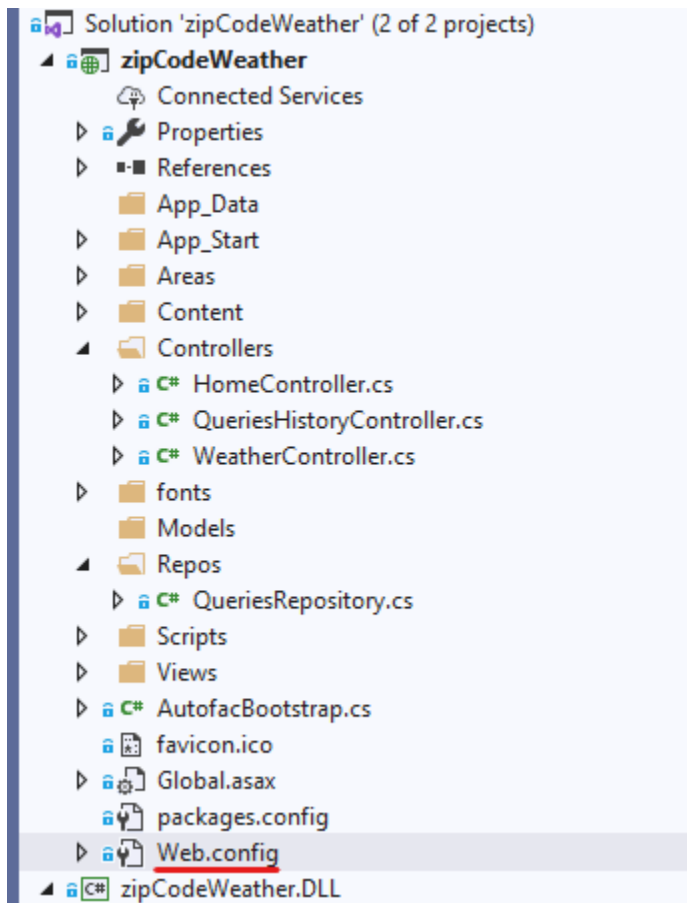 Solution 'zipCodeWeather' (2 of 2 projects)
zipCodeWeather
Connected Services
Properties
References
App_Data
App_Start
Areas
Content
Controllers
C# HomeController.cs
C# QueriesHistoryController.cs
C# WeatherController.cs
fonts
Models
Repos
C# QueriesRepository.cs
Scripts
Views
C# AutofacBootstrap.cs
favicon.ico
Global.asax
packages.config
Web.config
C# zipCodeWeather.DLL